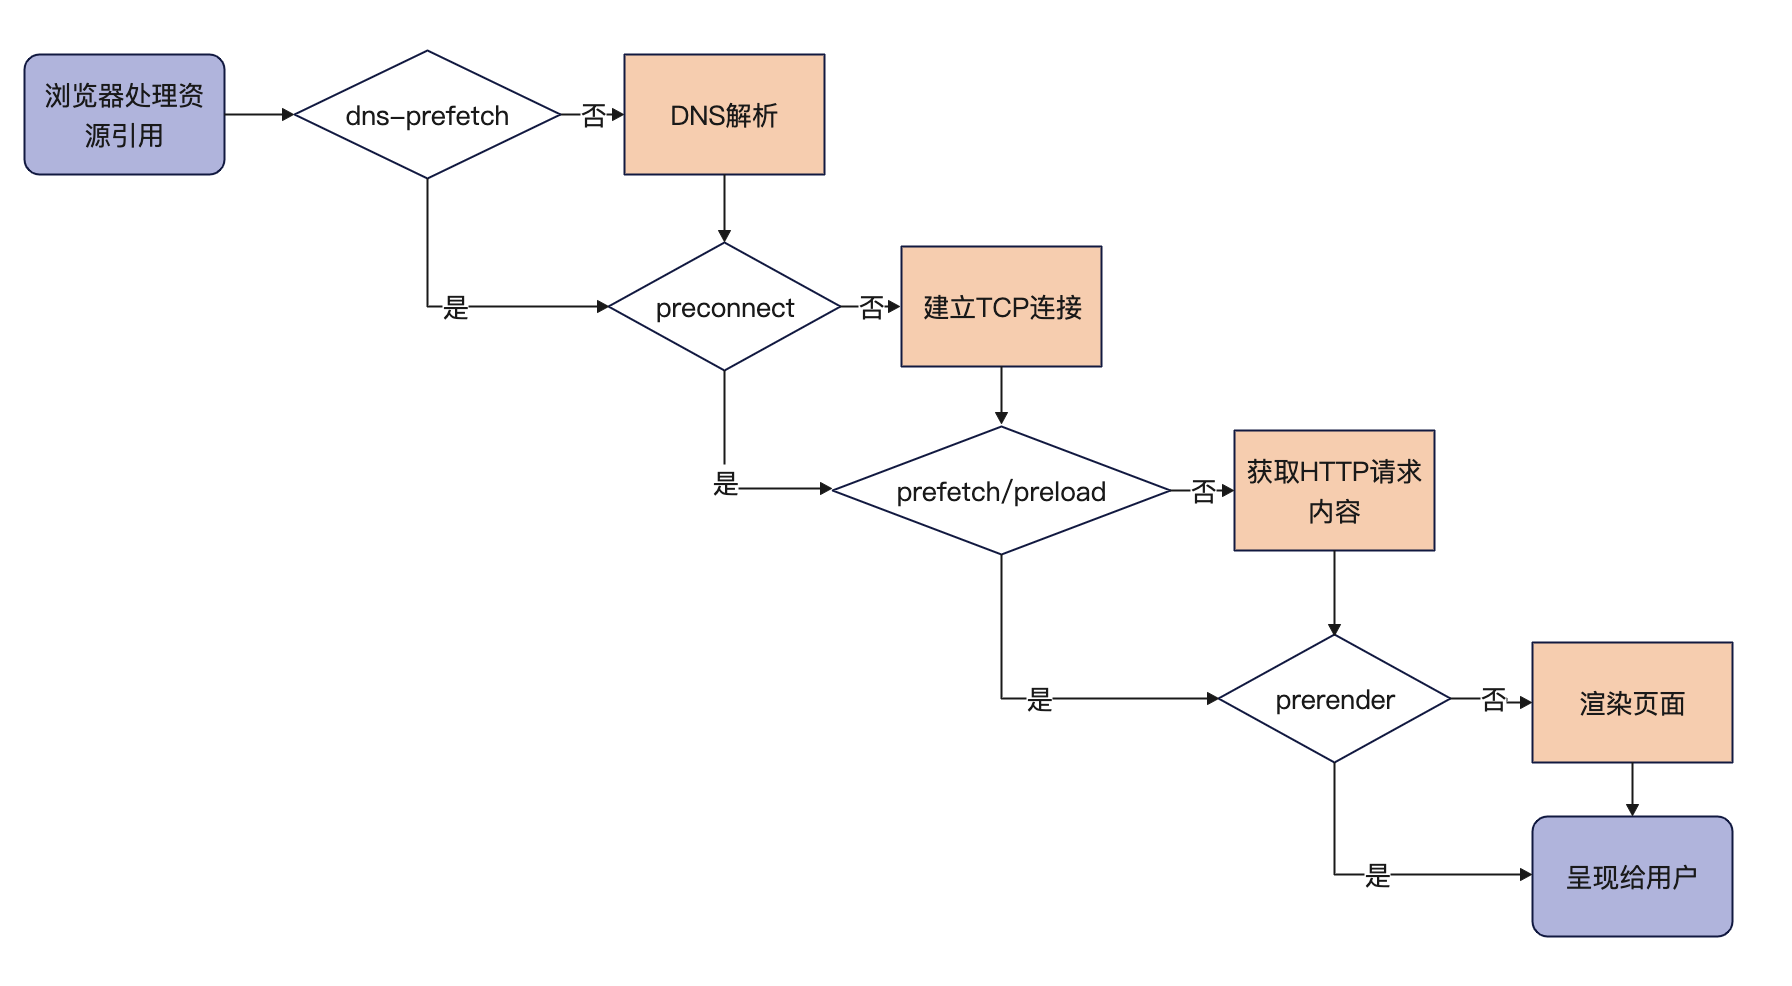 浏览器处理资
源引用
dns-prefetch
否
DNS解析
是
preconnect
否
建立TCP连接
是
prefetch/preload
否
获取HTTP请求
内容
是
prerender
否
渲染页面
是
呈现给用户